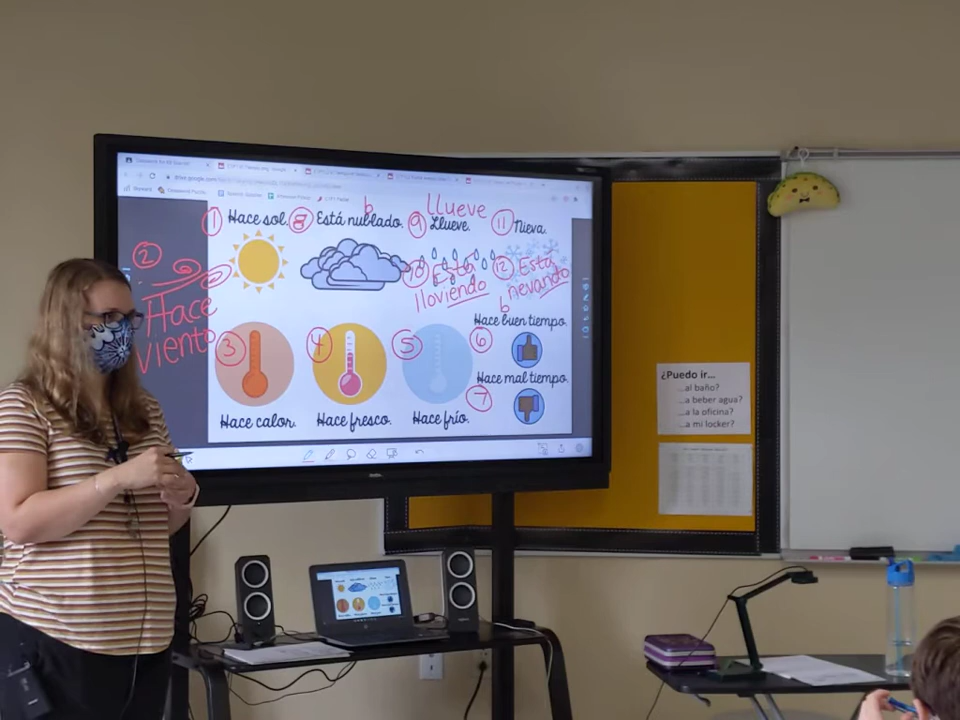 ① Hace sol.
⑧ Está nublado.
b
llueve
⑨ Llueve.
⑪ Nieva.
②
Hace
viento
⑩ Está
lloviendo
⑫ Está
nevando
③
④
⑤
b
Hace buen tiempo.
⑥
Hace mal tiempo.
⑦
Hace calor.
Hace fresco.
Hace frío.
¿Puedo ir...
...al baño?
...a beber agua?
...a la oficina?
...a mi locker?